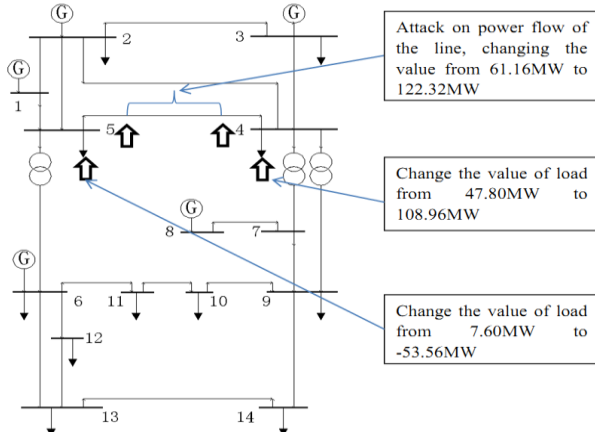 G
G
2
3
G
1
5
4
G
8
7
G
6
11
10
9
12
13
14
Attack on power flow of
the line, changing the
value from 61.16MW to
122.32MW
Change the value of load
from 47.80MW to
108.96MW
Change the value of load
from 7.60MW to
-53.56MW